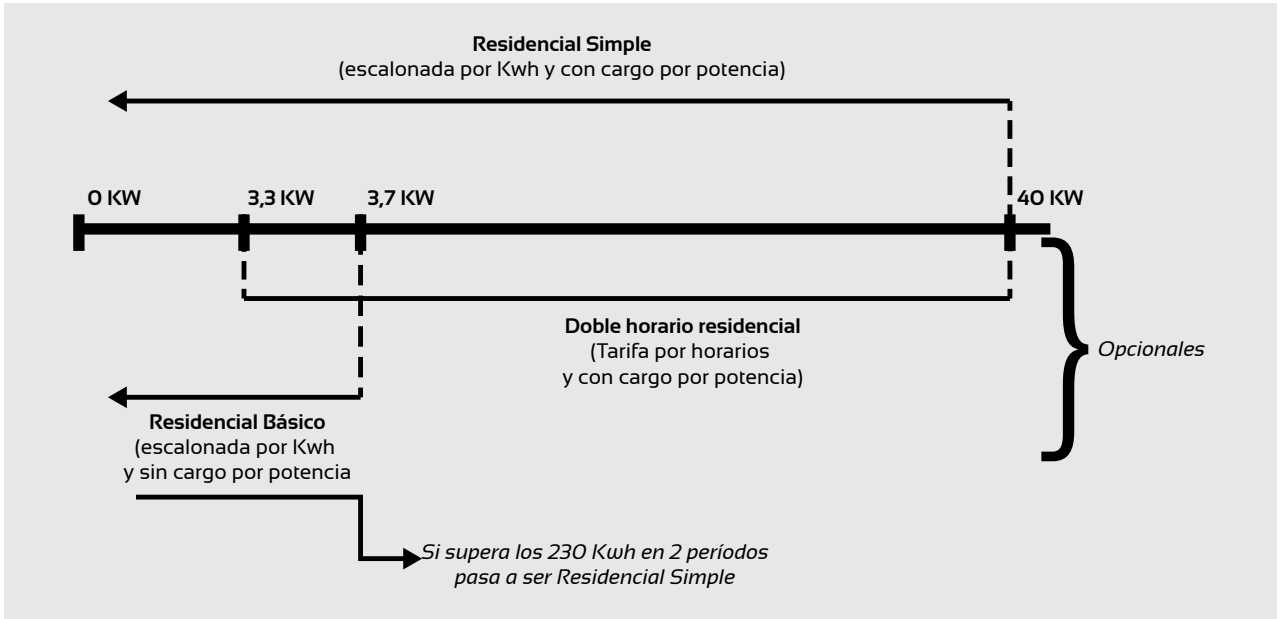 Residencial Simple
(escalonada por Kwh y con cargo por potencia)
0 KW
3,3 KW
3,7 KW
40 KW
Doble horario residencial
(Tarifa por horarios
y con cargo por potencia)
Opcionales
Residencial Básico
(escalonada por Kwh
y sin cargo por potencia
Si supera los 230 Kwh en 2 períodos
pasa a ser Residencial Simple